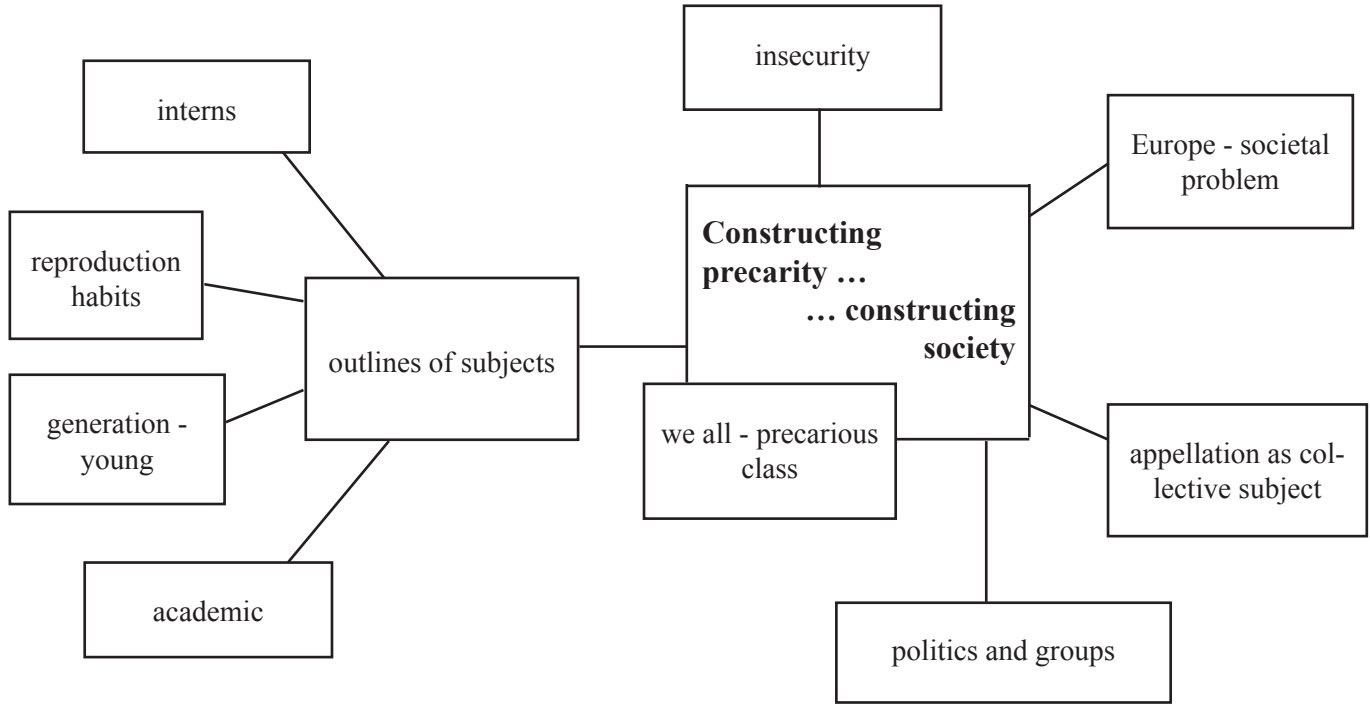 insecurity
interns
Europe - societal
problem
reproduction
habits
Constructing
precarity …
… constructing
society
outlines of subjects
generation -
young
we all - precarious
class
appellation as col-
lective subject
academic
politics and groups